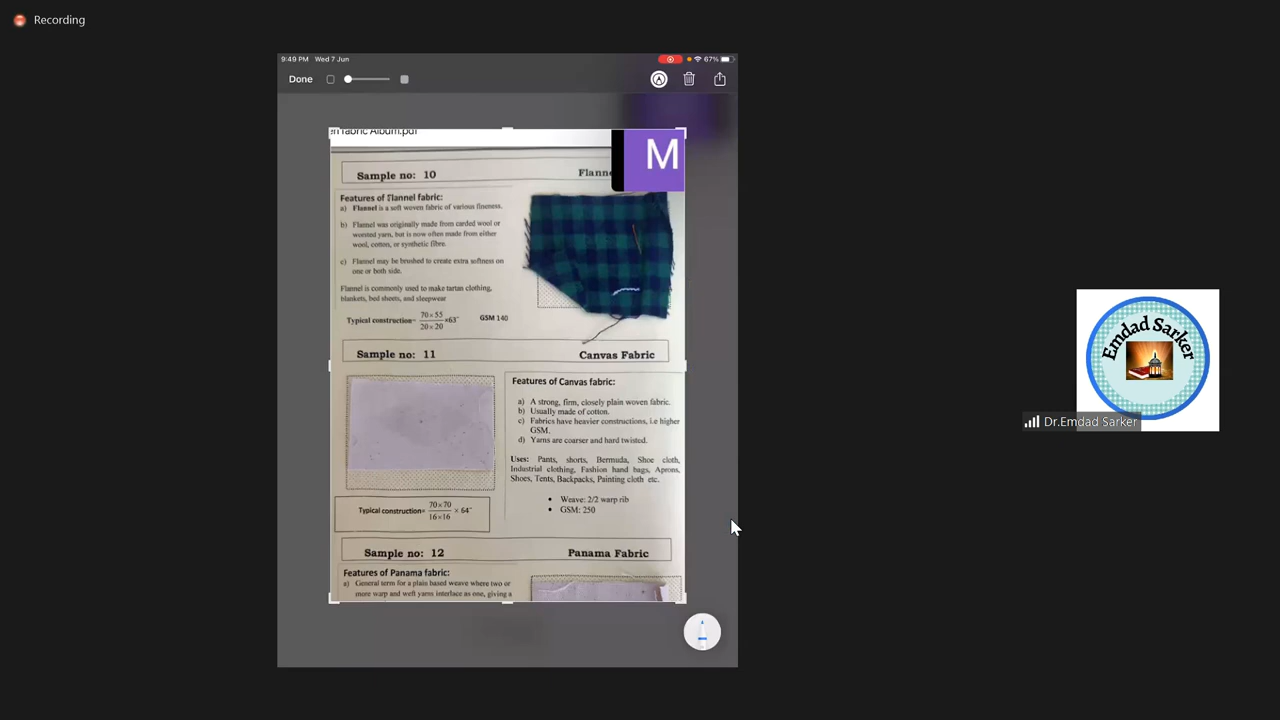 Recording
9:49 PM Wed 7 Jun
67%
Done
en fabric Album.pdf
M
Sample no: 10
Flanne
Features of Flannel fabric:
a) Flannel is a soft woven fabric of various fineness.
b) Flannel was originally made from carded wool or
worsted yarn, but is now often made from either
wool, cotton, or synthetic fibre.
c) Flannel may be brushed to create extra softness on
one or both side.
Flannel is commonly used to make tartan clothing,
blankets, bed sheets, and sleepwear
Typical construction= 70×55
20×20 ×63"
GSM 140
Sample no: 11
Canvas Fabric
Features of Canvas fabric:
a) A strong, firm, closely plain woven fabric.
b) Usually made of cotton.
c) Fabrics have heavier constructions, i.e higher
GSM.
d) Yarns are coarser and hard twisted.
Uses: Pants, shorts, Bermuda, Shoe cloth,
Industrial clothing, Fashion hand bags, Aprons,
Shoes, Tents, Backpacks, Painting cloth etc.
• Weave: 2/2 warp rib
• GSM: 250
Typical construction= 70×70
16×16 × 64"
Sample no: 12
Panama Fabric
Features of Panama fabric:
a) General term for a plain based weave where two or
more warp and weft yarns interlace as one, giving a
Emdad Sarker
Dr.Emdad Sarker